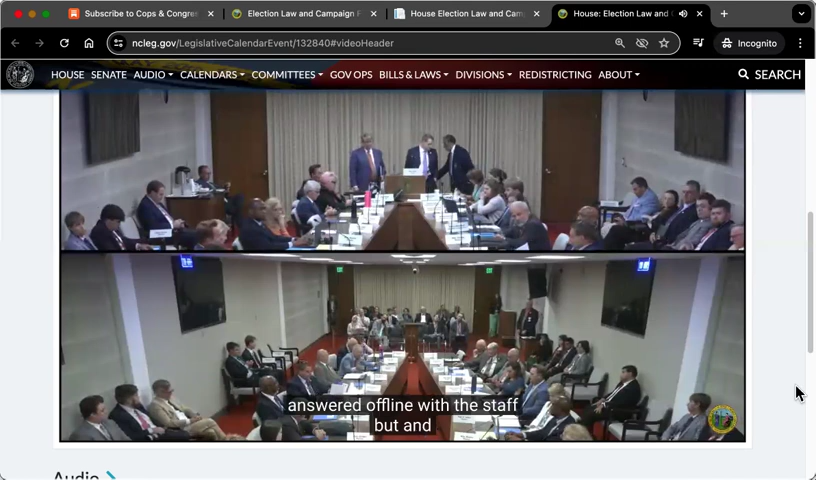 Subscribe to Cops & Congre
Election Law and Campaign F
House Election Law and Cam
House: Election Law and
ncleg.gov/LegislativeCalendarEvent/132840#videoHeader
Incognito
HOUSE SENATE AUDIO CALENDARS COMMITTEES GOV OPS BILLS & LAWS DIVISIONS REDISTRICTING ABOUT SEARCH
answered offline with the staff
but and
Audio